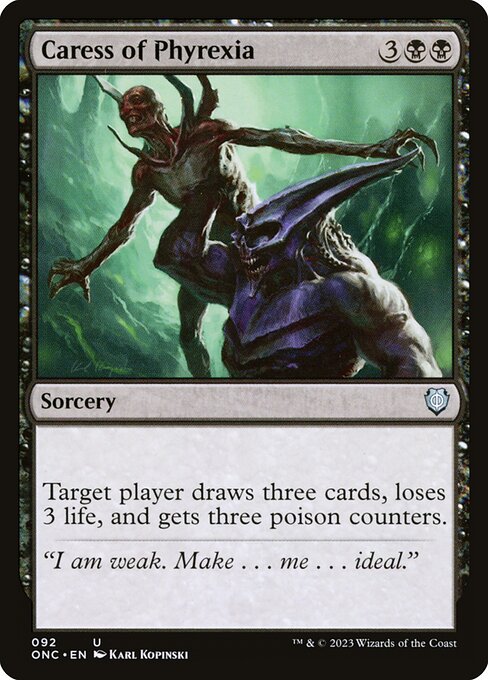 Caress of Phyrexia 3
Sorcery
Target player draws three cards, loses
3 life, and gets three poison counters.
“I am weak. Make . . . me . . . ideal.”
092 U
ONC • EN Karl Kopinski
™ & © 2023 Wizards of the Coast